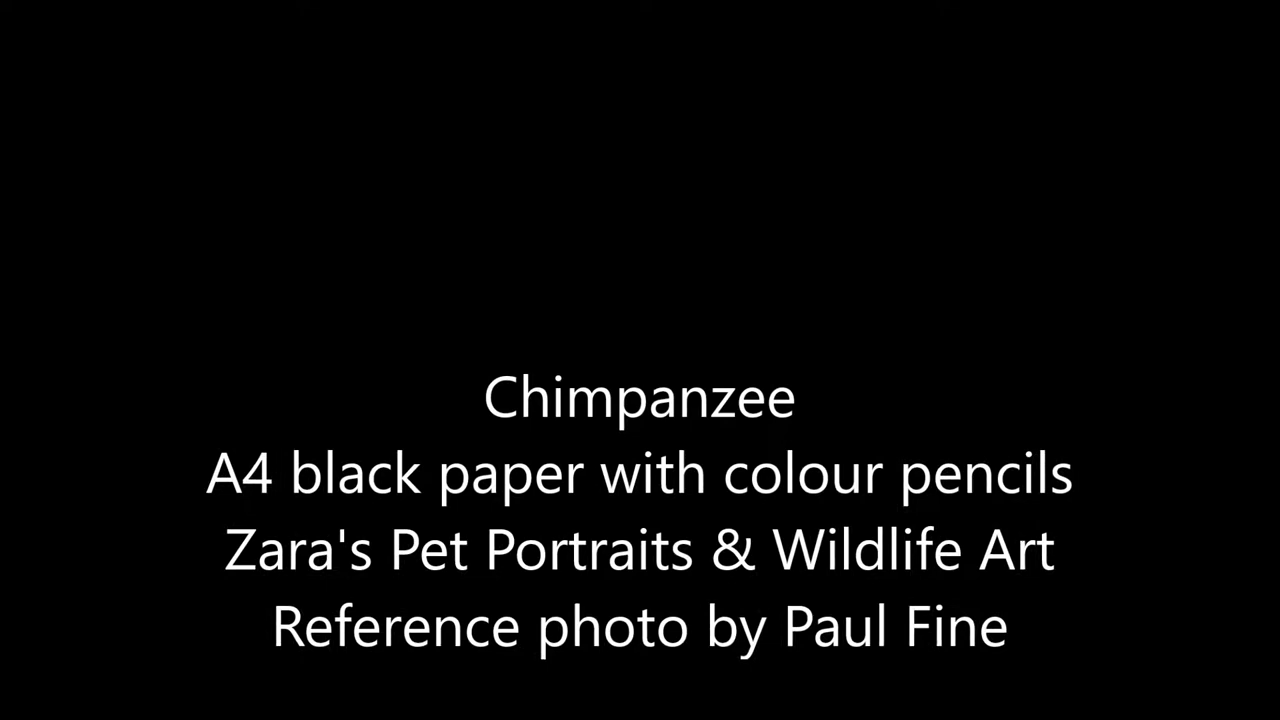 Chimpanzee
A4 black paper with colour pencils
Zara's Pet Portraits & Wildlife Art
Reference photo by Paul Fine